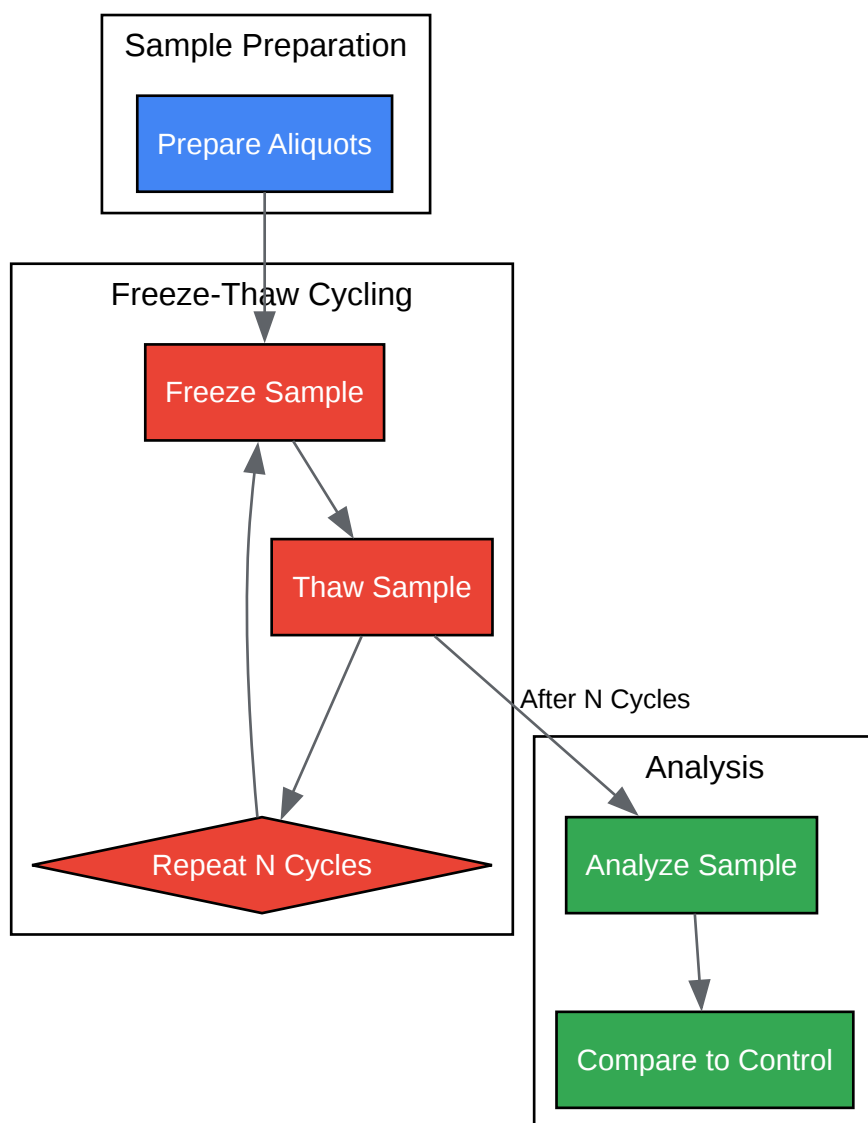 Sample Preparation
Prepare Aliquots
Freeze-Thaw Cycling
Freeze Sample
Thaw Sample
After N Cycles
Analysis
Repeat N Cycles
Analyze Sample
Compare to Control